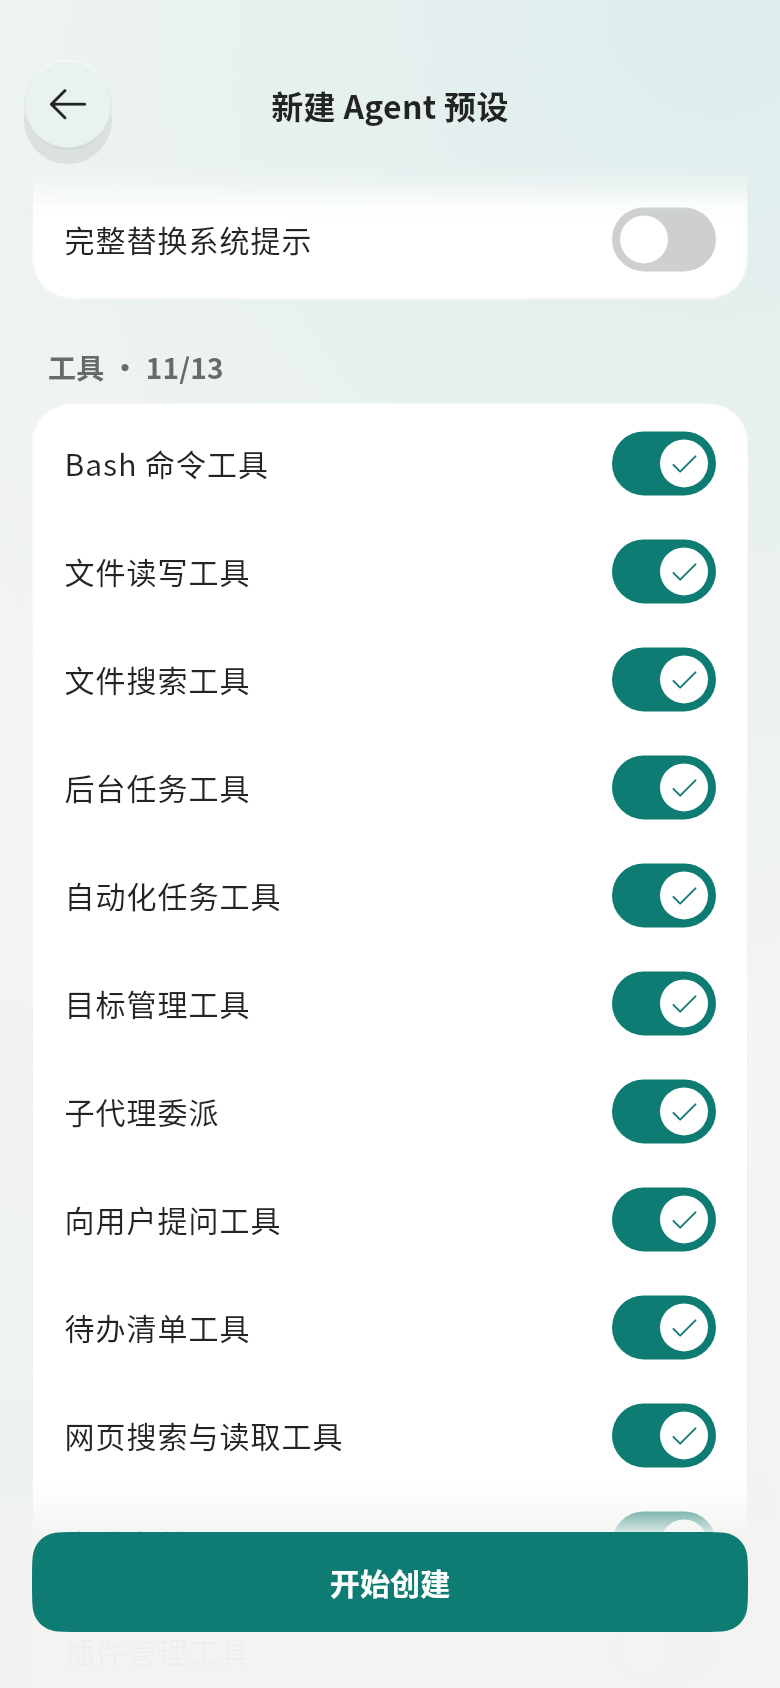 新建 Agent 预设
完整替换系统提示
工具 • 11/13
Bash 命令工具
文件读写工具
文件搜索工具
后台任务工具
自动化任务工具
目标管理工具
子代理委派
向用户提问工具
待办清单工具
网页搜索与读取工具
开始创建
插件管理工具